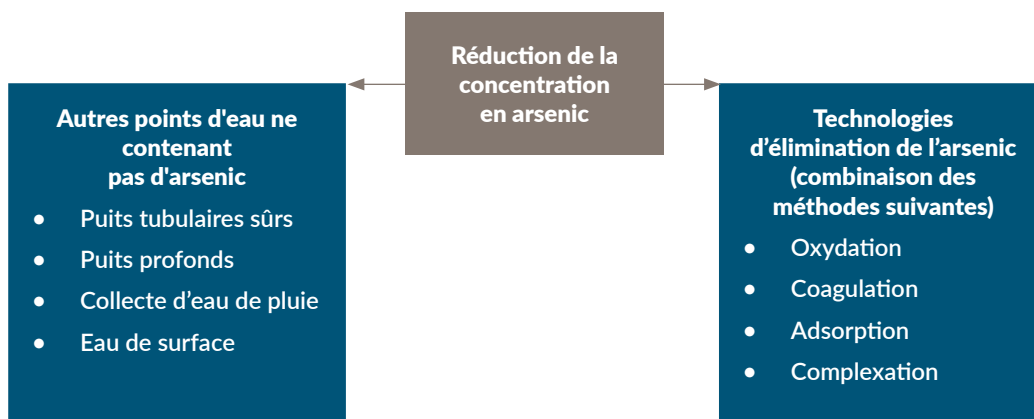 Réduction de la
concentration
en arsenic
Autres points d'eau ne
contenant
pas d'arsenic
• Puits tubulaires sûrs
• Puits profonds
• Collecte d’eau de pluie
• Eau de surface
Technologies
d’élimination de l’arsenic
(combinaison des
méthodes suivantes)
• Oxydation
• Coagulation
• Adsorption
• Complexation